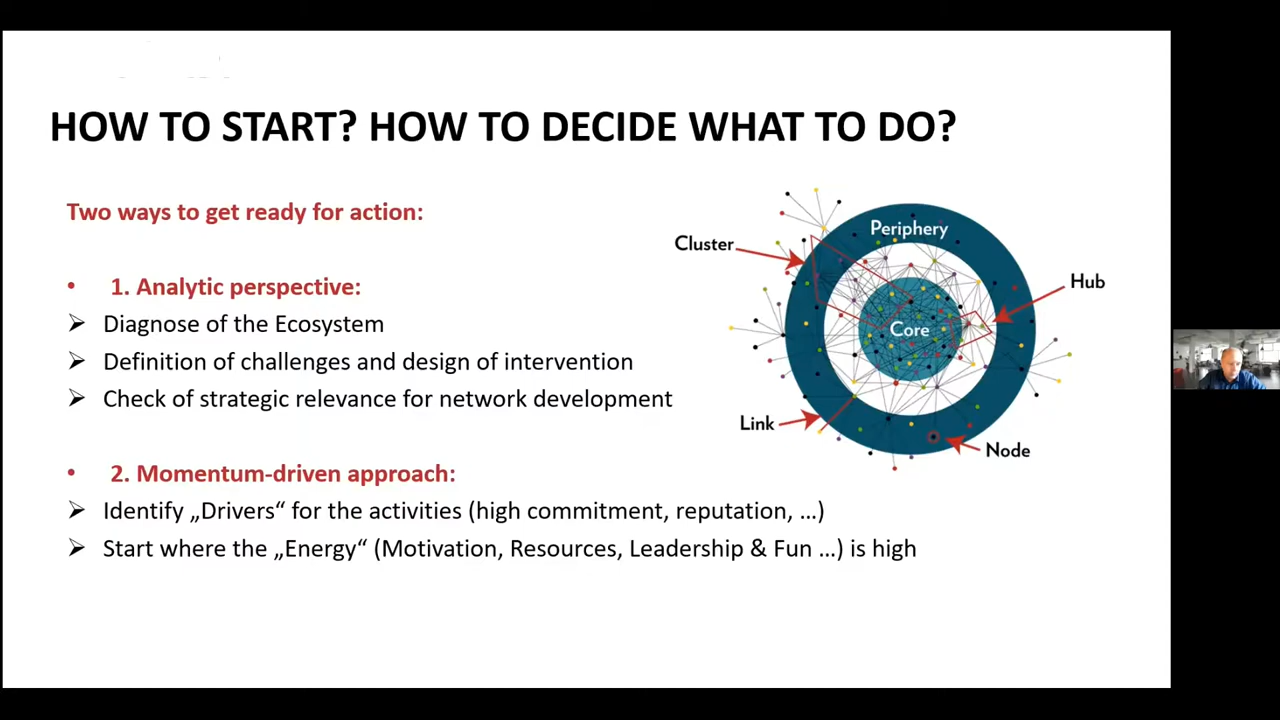 HOW TO START? HOW TO DECIDE WHAT TO DO?
Two ways to get ready for action:
• 1. Analytic perspective:
➢ Diagnose of the Ecosystem
➢ Definition of challenges and design of intervention
➢ Check of strategic relevance for network development
• 2. Momentum-driven approach:
➢ Identify „Drivers“ for the activities (high commitment, reputation, …)
➢ Start where the „Energy“ (Motivation, Resources, Leadership & Fun …) is high
Periphery
Cluster
Hub
Core
Link
Node